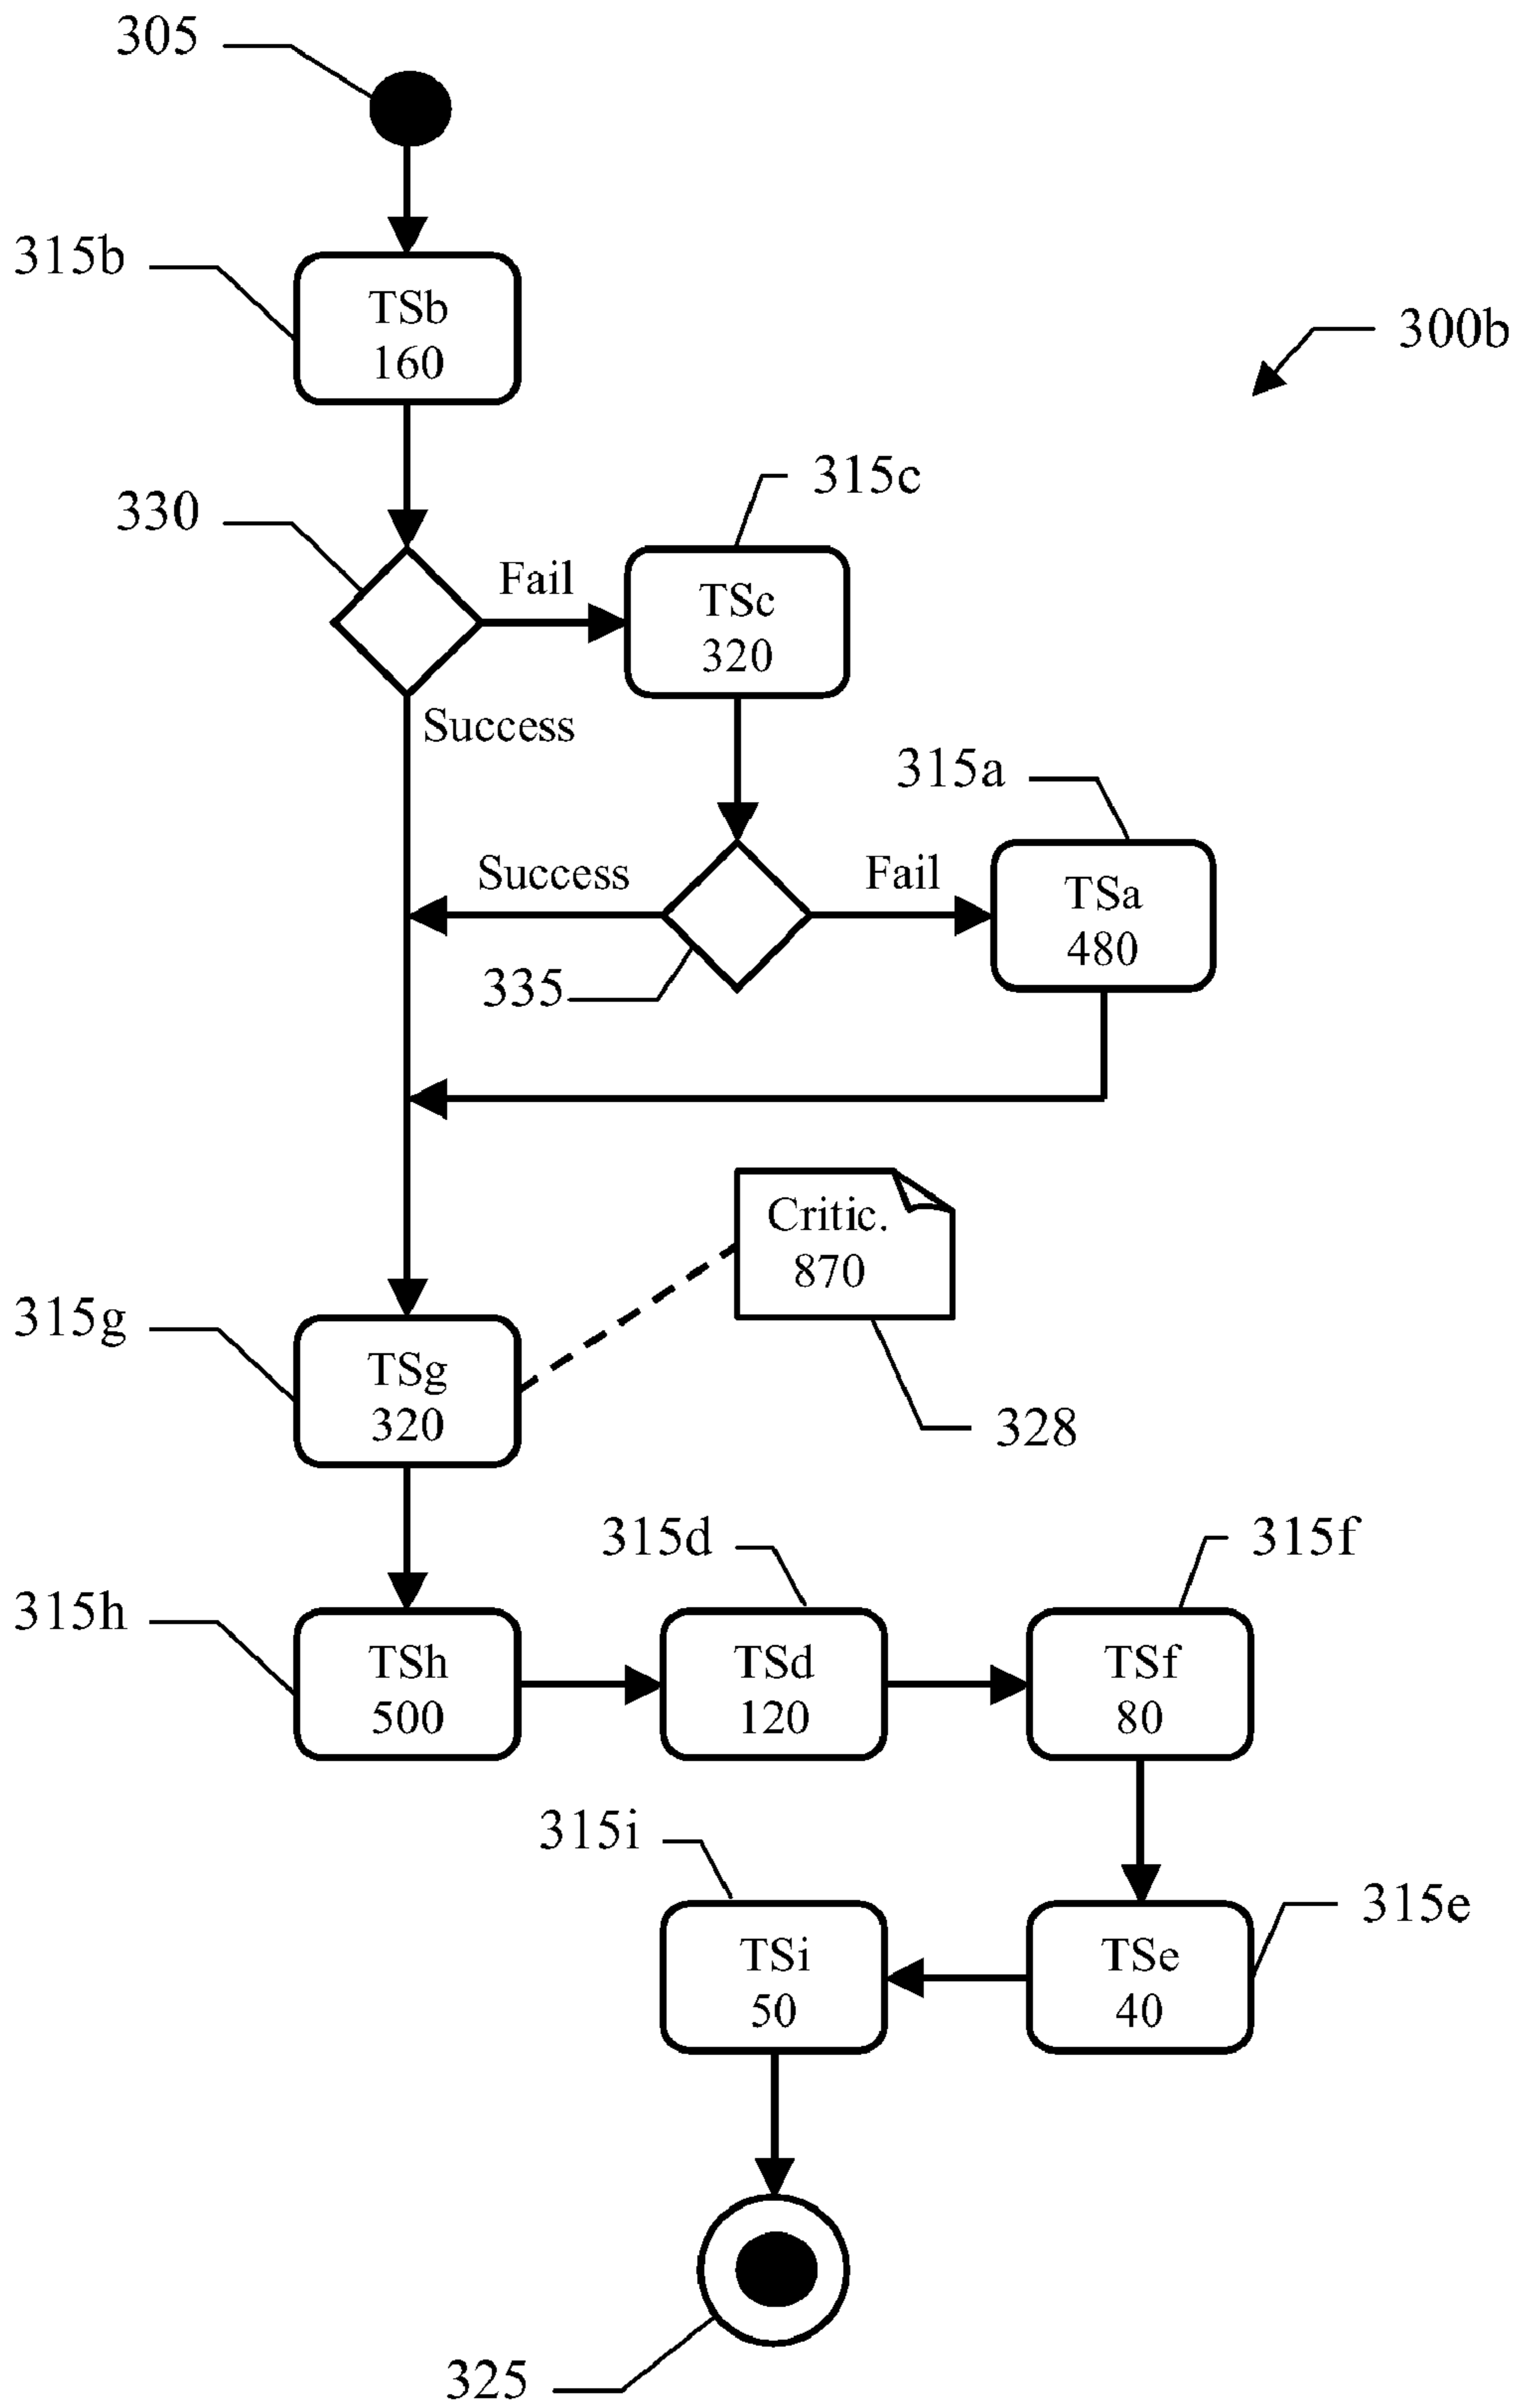 305
315b
TSb
160
300b
330
Fail
315c
TSc
320
Success
315a
Success
Fail
TSa
480
335
Critic.
870
315g
TSg
320
328
315d
315f
315h
TSh
500
TSd
120
TSf
80
315i
315e
TSi
50
TSe
40
325